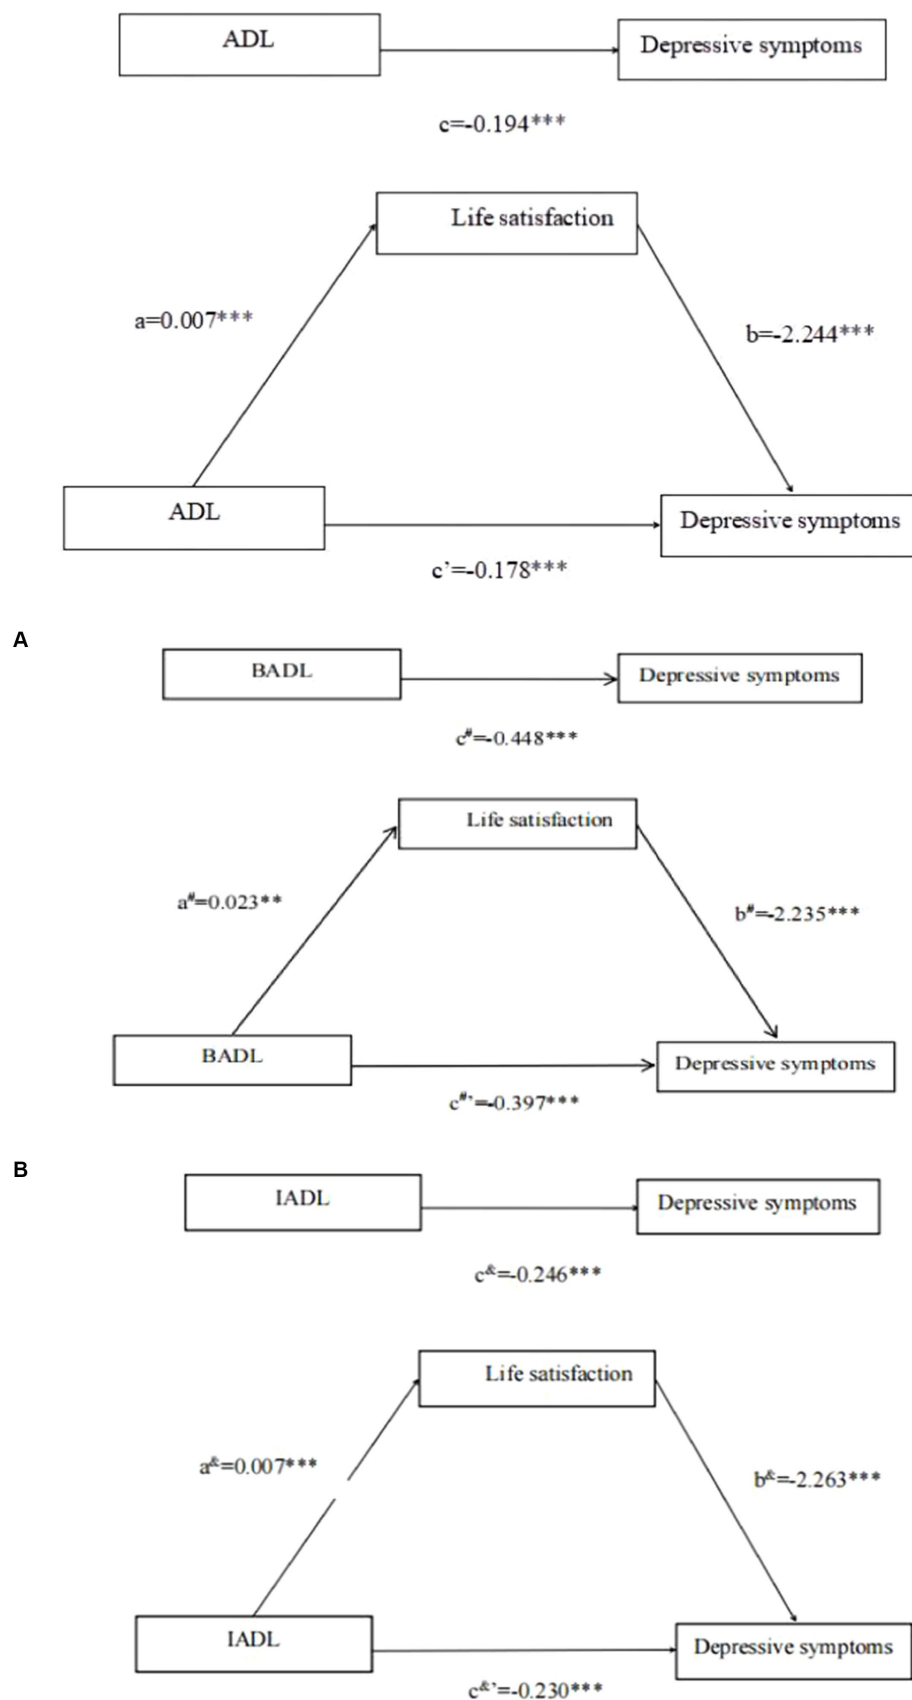 ADL
Depressive symptoms
c=-0.194***
Life satisfaction
a=0.007***
b=-2.244***
ADL
Depressive symptoms
c’=-0.178***
A
BADL
Depressive symptoms
c#=-0.448***
Life satisfaction
a#=0.023**
b#=-2.235***
BADL
Depressive symptoms
c#’=-0.397***
B
IADL
Depressive symptoms
c&=-0.246***
Life satisfaction
a&=0.007***
b&=-2.263***
IADL
Depressive symptoms
c&’=-0.230***